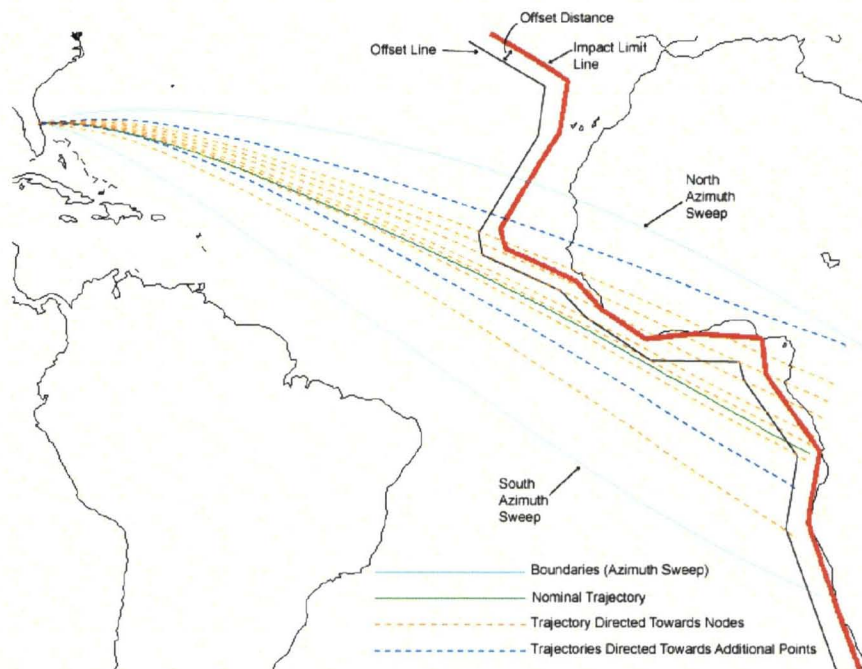 Offset Distance
Offset Line
Impact Limit
Line
North
Azimuth
Sweep
South
Azimuth
Sweep
Boundaries (Azimuth Sweep)
Nominal Trajectory
Trajectory Directed Towards Nodes
Trajectories Directed Towards Additional Points